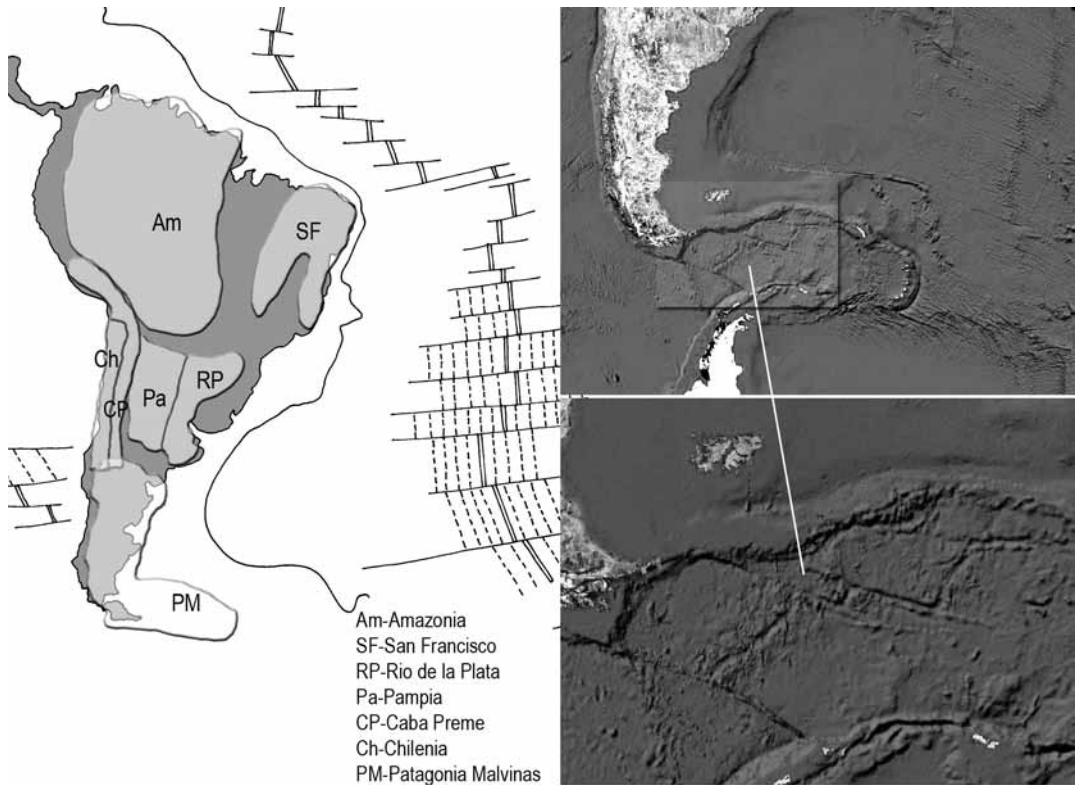 Am
SF
Ch
CP
Pa
RP
PM
Am-Amazonia
SF-San Francisco
RP-Rio de la Plata
Pa-Pampia
CP-Caba Preme
Ch-Chilenia
PM-Patagonia Malvinas